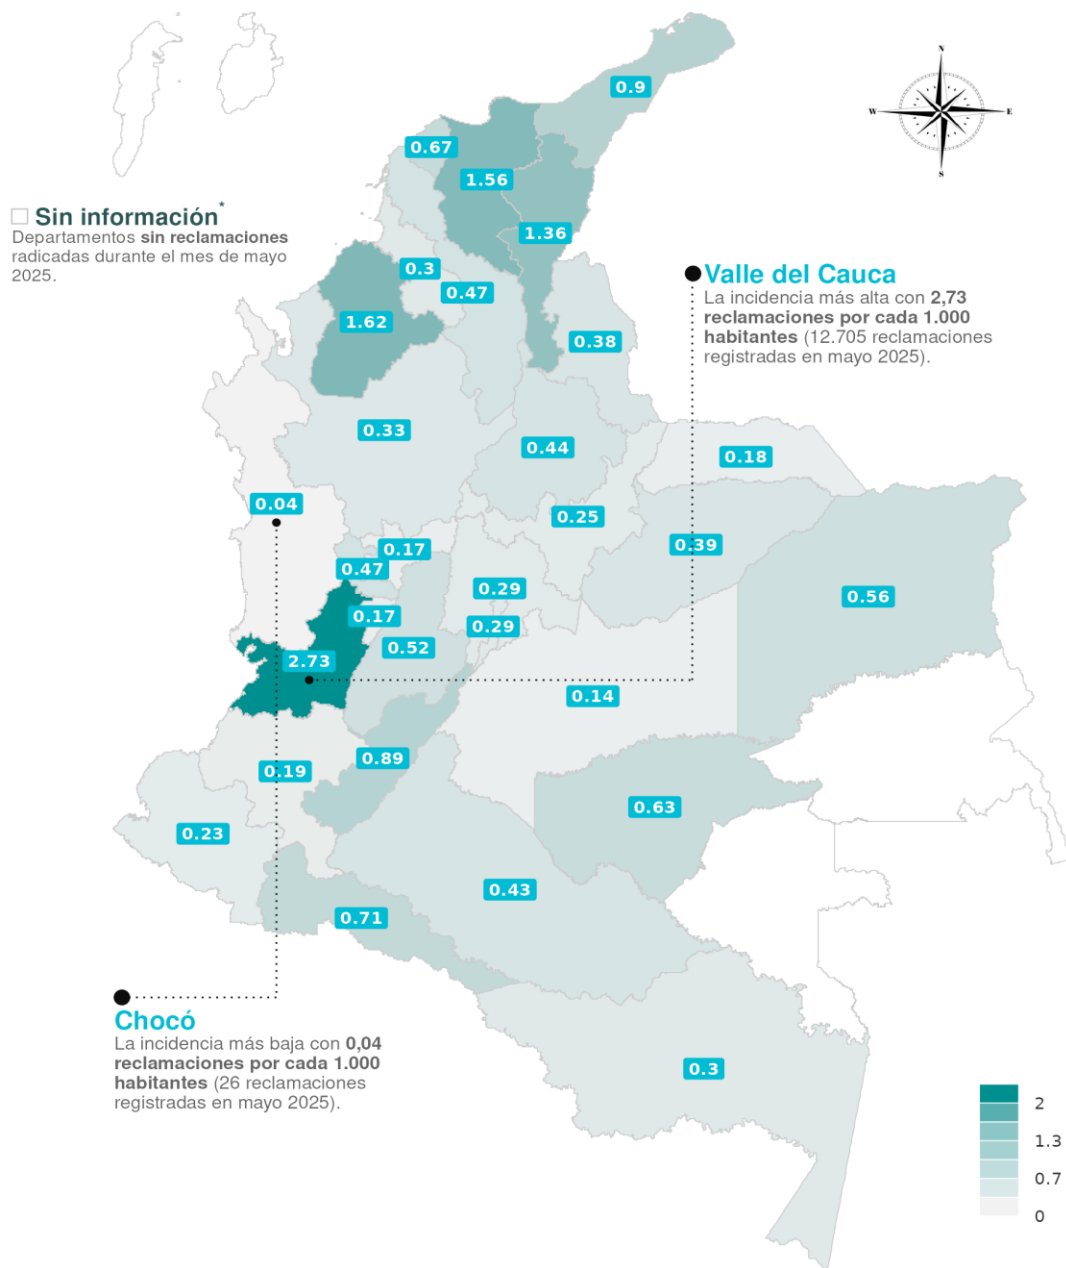 N
W
E
S
0.9
0.67
1.56
1.36
Sin información*
Departamentos sin reclamaciones
radicadas durante el mes de mayo
2025.
0.3
0.47
1.62
0.38
Valle del Cauca
La incidencia más alta con 2,73
reclamaciones por cada 1.000
habitantes (12.705 reclamaciones
registradas en mayo 2025).
0.33
0.44
0.18
0.04
0.25
0.17
0.39
0.47
0.29
0.56
0.17
0.29
0.52
2.73
0.14
0.89
0.19
0.63
0.23
0.43
0.71
Chocó
La incidencia más baja con 0,04
reclamaciones por cada 1.000
habitantes (26 reclamaciones
registradas en mayo 2025).
0.3
2
1.3
0.7
0